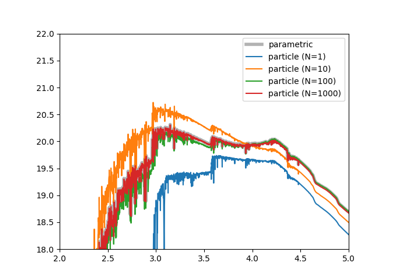 22.0
21.5
21.0
20.5
20.0
19.5
19.0
18.5
18.0
2.0 2.5 3.0 3.5 4.0 4.5 5.0
parametric
particle (N=1)
particle (N=10)
particle (N=100)
particle (N=1000)